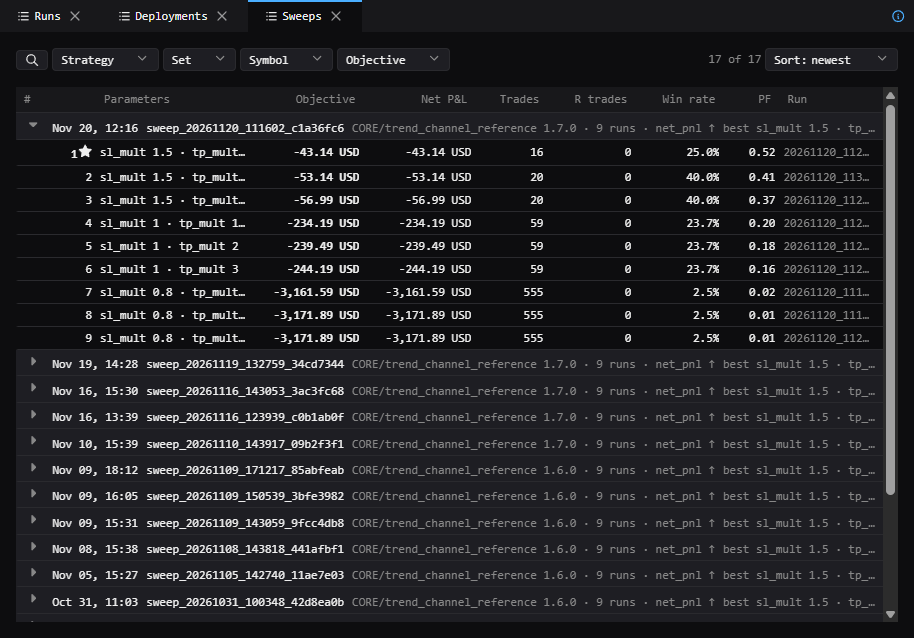 Runs Deployments Sweeps
Strategy Set Symbol Objective 17 of 17 Sort: newest
# Parameters Objective Net P&L Trades R trades Win rate PF Run
Nov 20, 12:16 sweep_20261120_111602_c1a36fc6 CORE/trend_channel_reference 1.7.0 · 9 runs · net_pnl ↑ best sl_mult 1.5 · tp_…
1★ sl_mult 1.5 · tp_mult… -43.14 USD -43.14 USD 16 0 25.0% 0.52 20261120_112…
2 sl_mult 1.5 · tp_mult… -53.14 USD -53.14 USD 20 0 40.0% 0.41 20261120_113…
3 sl_mult 1.5 · tp_mult… -56.99 USD -56.99 USD 20 0 40.0% 0.37 20261120_112…
4 sl_mult 1 · tp_mult 1… -234.19 USD -234.19 USD 59 0 23.7% 0.20 20261120_112…
5 sl_mult 1 · tp_mult 2 -239.49 USD -239.49 USD 59 0 23.7% 0.18 20261120_112…
6 sl_mult 1 · tp_mult 3 -244.19 USD -244.19 USD 59 0 23.7% 0.16 20261120_112…
7 sl_mult 0.8 · tp_mult… -3,161.59 USD -3,161.59 USD 555 0 2.5% 0.02 20261120_111…
8 sl_mult 0.8 · tp_mult… -3,171.89 USD -3,171.89 USD 555 0 2.5% 0.01 20261120_111…
9 sl_mult 0.8 · tp_mult… -3,171.89 USD -3,171.89 USD 555 0 2.5% 0.01 20261120_112…
Nov 19, 14:28 sweep_20261119_132759_34cd7344 CORE/trend_channel_reference 1.7.0 · 9 runs · net_pnl ↑ best sl_mult 1.5 · tp_…
Nov 16, 15:30 sweep_20261116_143053_3ac3fc68 CORE/trend_channel_reference 1.7.0 · 9 runs · net_pnl ↑ best sl_mult 1.5 · tp_…
Nov 16, 13:39 sweep_20261116_123939_c0b1ab0f CORE/trend_channel_reference 1.7.0 · 9 runs · net_pnl ↑ best sl_mult 1.5 · tp_…
Nov 10, 15:39 sweep_20261110_143917_09b2f3f1 CORE/trend_channel_reference 1.7.0 · 9 runs · net_pnl ↑ best sl_mult 1.5 · tp_…
Nov 09, 18:12 sweep_20261109_171217_85abfeab CORE/trend_channel_reference 1.6.0 · 9 runs · net_pnl ↑ best sl_mult 1.5 · tp_…
Nov 09, 16:05 sweep_20261109_150539_3bfe3982 CORE/trend_channel_reference 1.6.0 · 9 runs · net_pnl ↑ best sl_mult 1.5 · tp_…
Nov 09, 15:31 sweep_20261109_143059_9fcc4db8 CORE/trend_channel_reference 1.6.0 · 9 runs · net_pnl ↑ best sl_mult 1.5 · tp_…
Nov 08, 15:38 sweep_20261108_143818_441afbf1 CORE/trend_channel_reference 1.6.0 · 9 runs · net_pnl ↑ best sl_mult 1.5 · tp_…
Nov 05, 15:27 sweep_20261105_142740_11ae7e03 CORE/trend_channel_reference 1.6.0 · 9 runs · net_pnl ↑ best sl_mult 1.5 · tp_…
Oct 31, 11:03 sweep_20261031_100348_42d8ea0b CORE/trend_channel_reference 1.6.0 · 9 runs · net_pnl ↑ best sl_mult 1.5 · tp_…